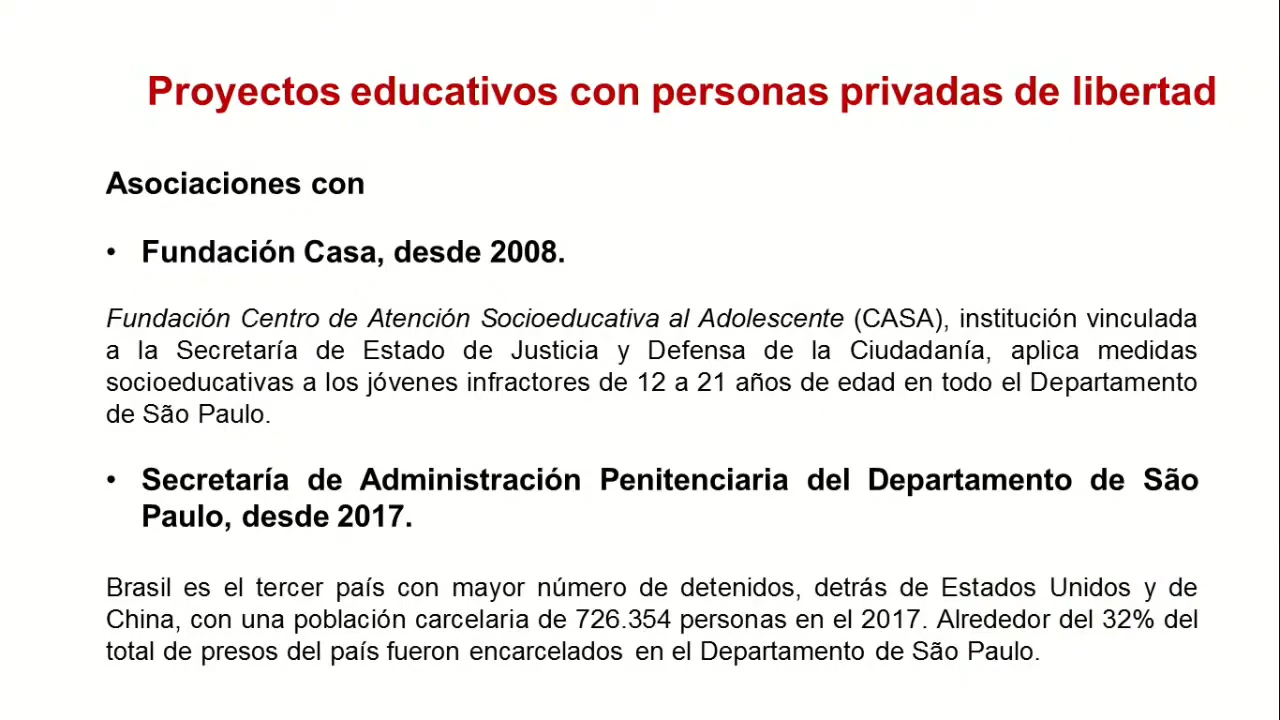 Proyectos educativos con personas privadas de libertad
Asociaciones con
• Fundación Casa, desde 2008.
Fundación Centro de Atención Socioeducativa al Adolescente (CASA), institución vinculada
a la Secretaría de Estado de Justicia y Defensa de la Ciudadanía, aplica medidas
socioeducativas a los jóvenes infractores de 12 a 21 años de edad en todo el Departamento
de São Paulo.
• Secretaría de Administración Penitenciaria del Departamento de São
Paulo, desde 2017.
Brasil es el tercer país con mayor número de detenidos, detrás de Estados Unidos y de
China, con una población carcelaria de 726.354 personas en el 2017. Alrededor del 32% del
total de presos del país fueron encarcelados en el Departamento de São Paulo.